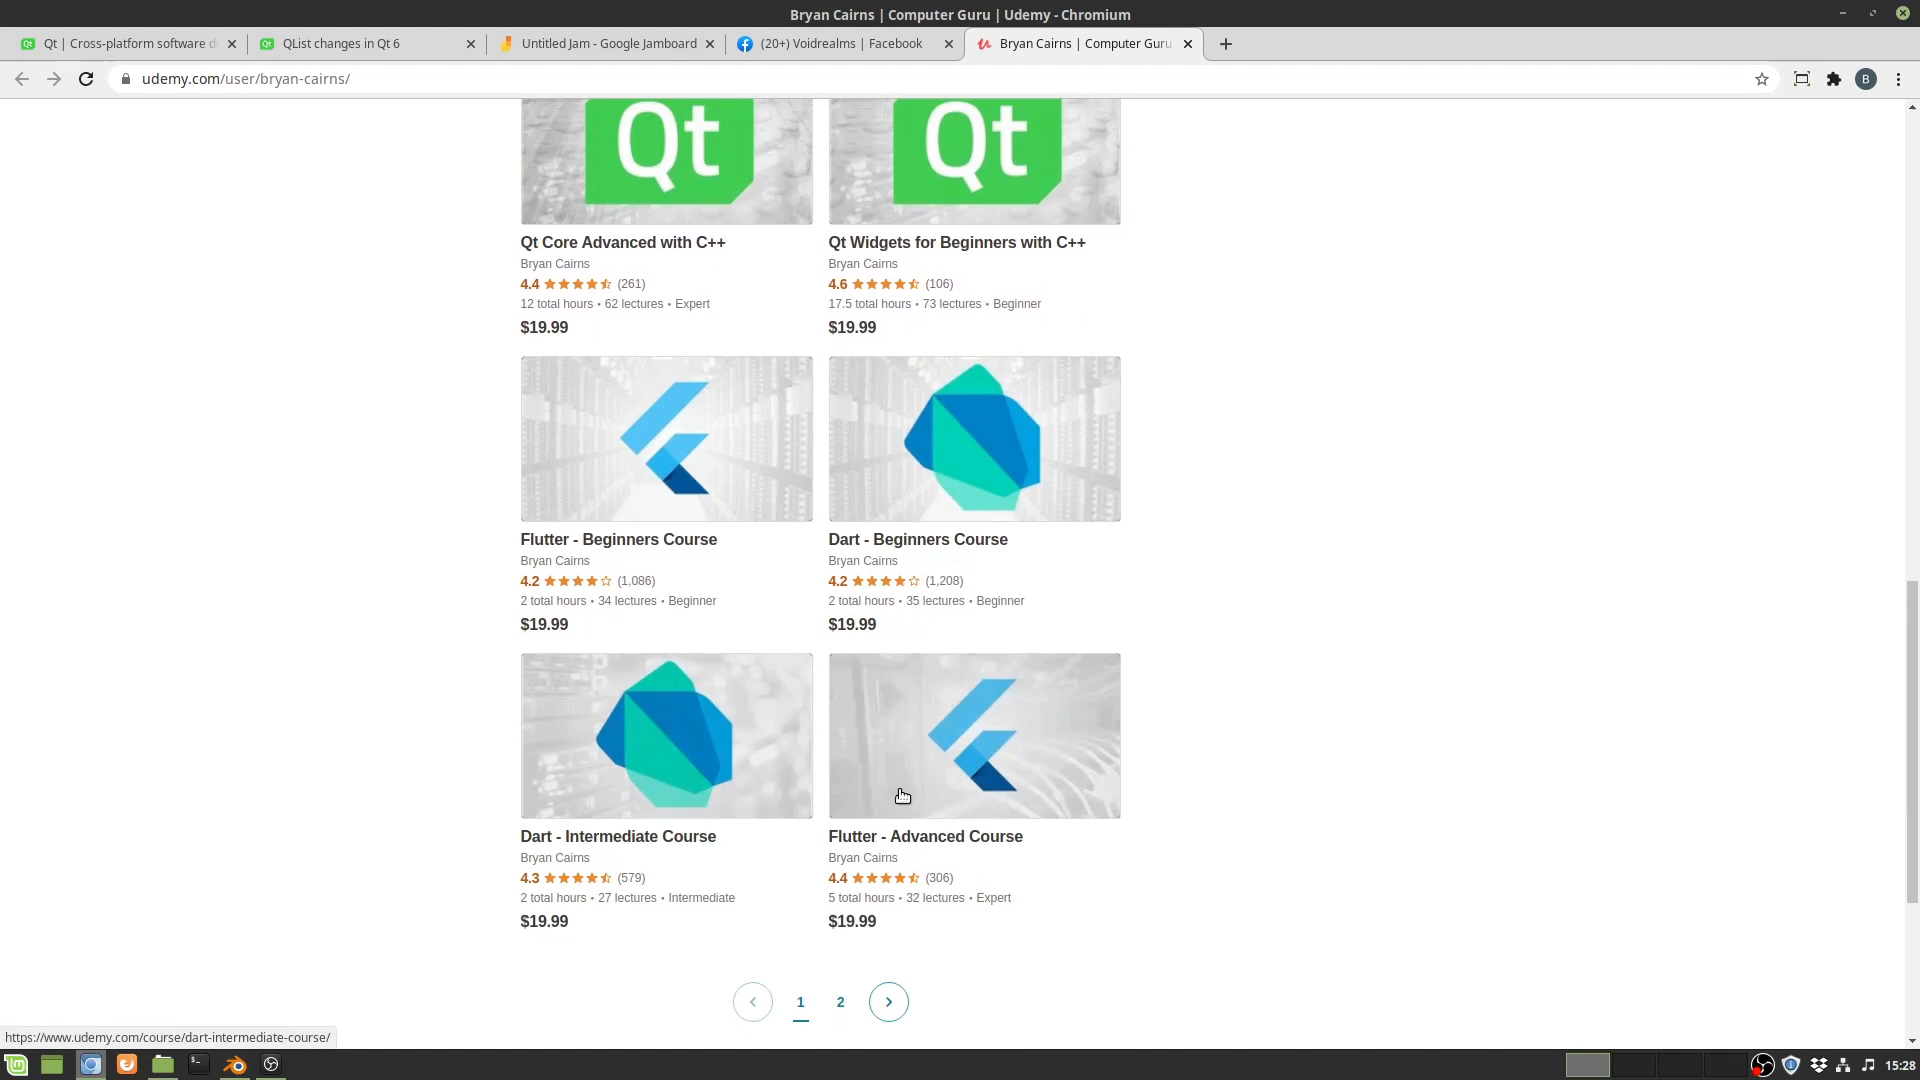 Bryan Cairns | Computer Guru | Udemy - Chromium
Qt | Cross-platform software d
QList changes in Qt 6
Untitled Jam - Google Jamboard
(20+) Voidrealms | Facebook
Bryan Cairns | Computer Guru
udemy.com/user/bryan-cairns/
B
Qt
Qt
Qt Core Advanced with C++
Bryan Cairns
4.4 (261)
12 total hours • 62 lectures • Expert
$19.99
Qt Widgets for Beginners with C++
Bryan Cairns
4.6 (106)
17.5 total hours • 73 lectures • Beginner
$19.99
Flutter - Beginners Course
Bryan Cairns
4.2 (1,086)
2 total hours • 34 lectures • Beginner
$19.99
Dart - Beginners Course
Bryan Cairns
4.2 (1,208)
2 total hours • 35 lectures • Beginner
$19.99
Dart - Intermediate Course
Bryan Cairns
4.3 (579)
2 total hours • 27 lectures • Intermediate
$19.99
Flutter - Advanced Course
Bryan Cairns
4.4 (306)
5 total hours • 32 lectures • Expert
$19.99
1 2
https://www.udemy.com/course/dart-intermediate-course/
15:28